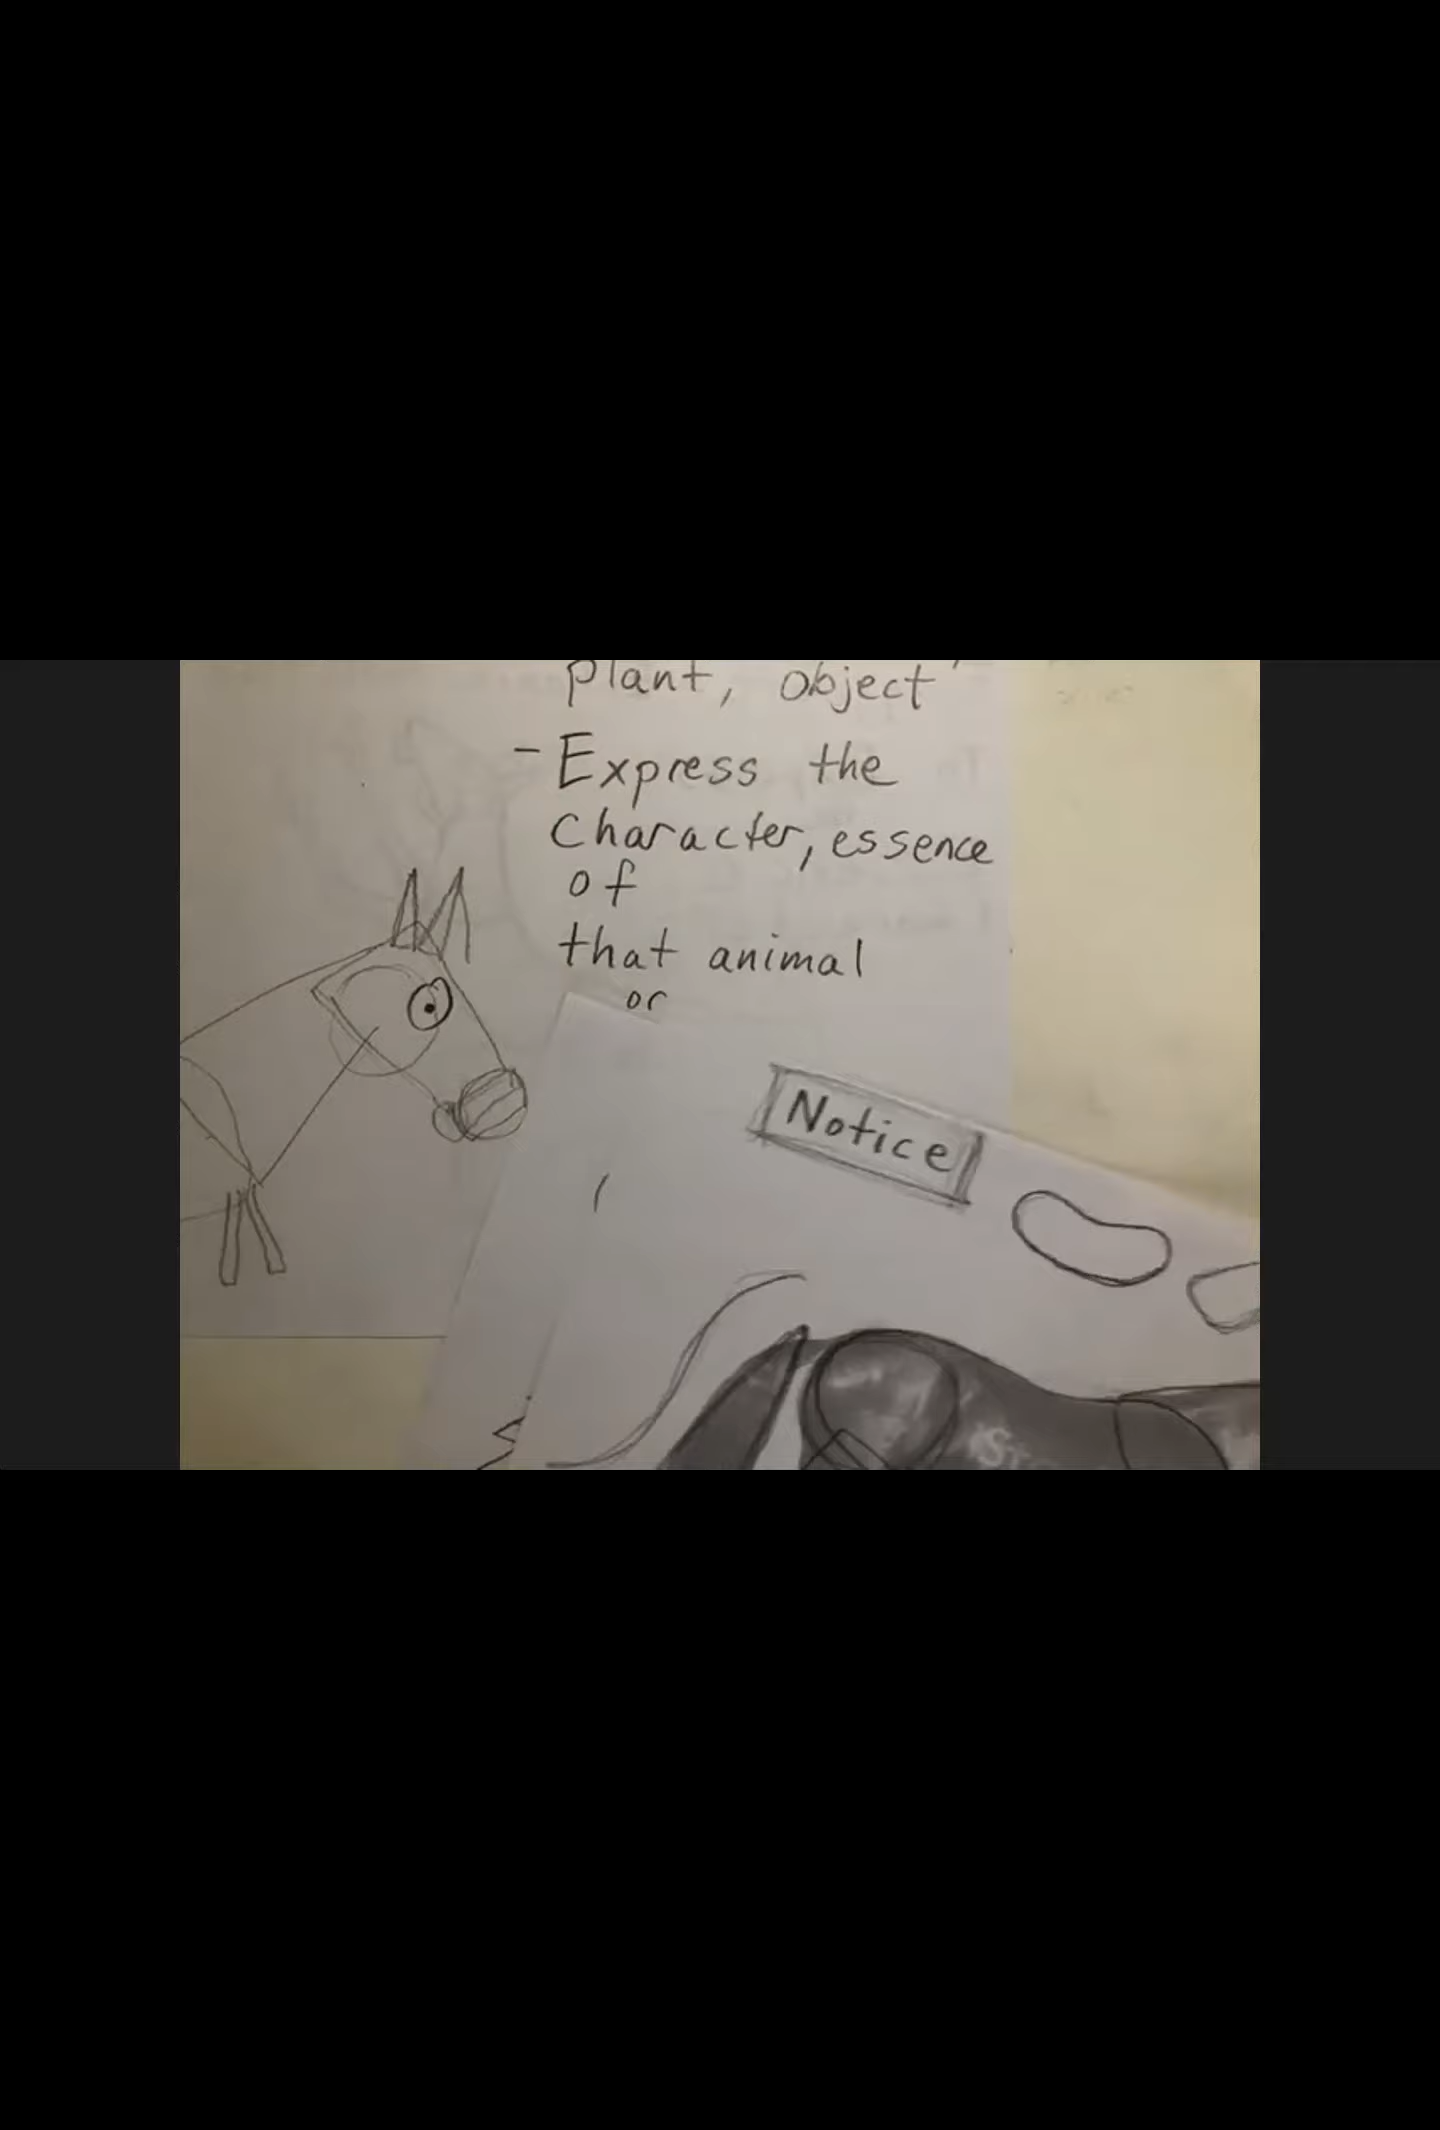 plant, object
- Express the
character, essence
of
that animal
or
Notice